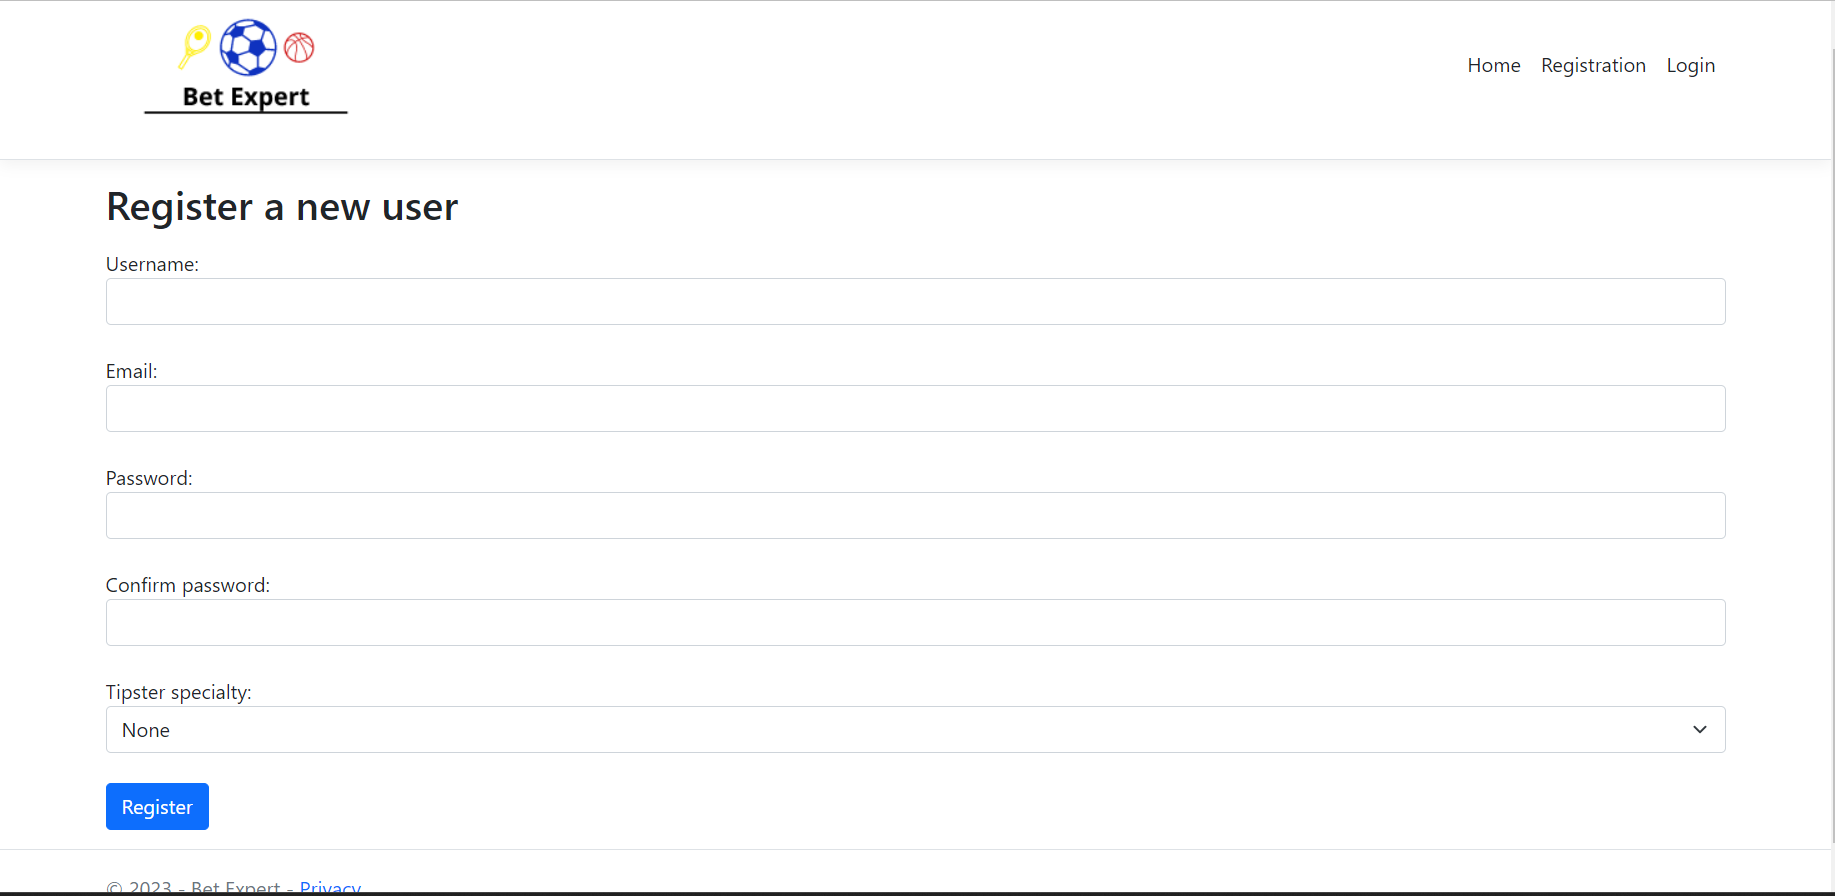 Bet Expert
Home Registration Login
Register a new user
Username:
Email:
Password:
Confirm password:
Tipster specialty:
None
Register
© 2023 - Bet Expert - Privacy